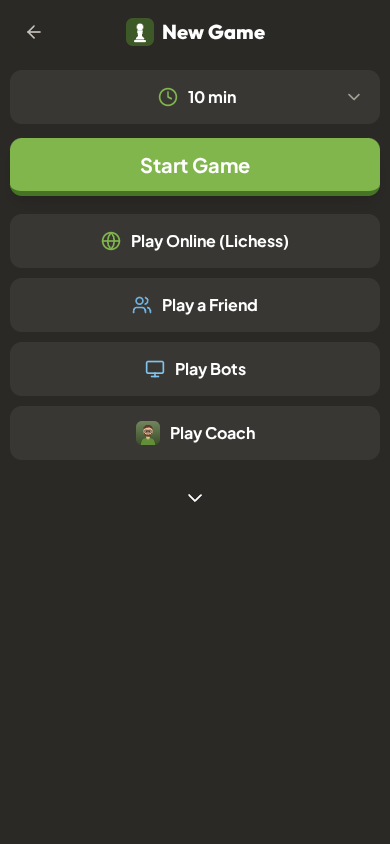 New Game
10 min
Start Game
Play Online (Lichess)
Play a Friend
Play Bots
Play Coach